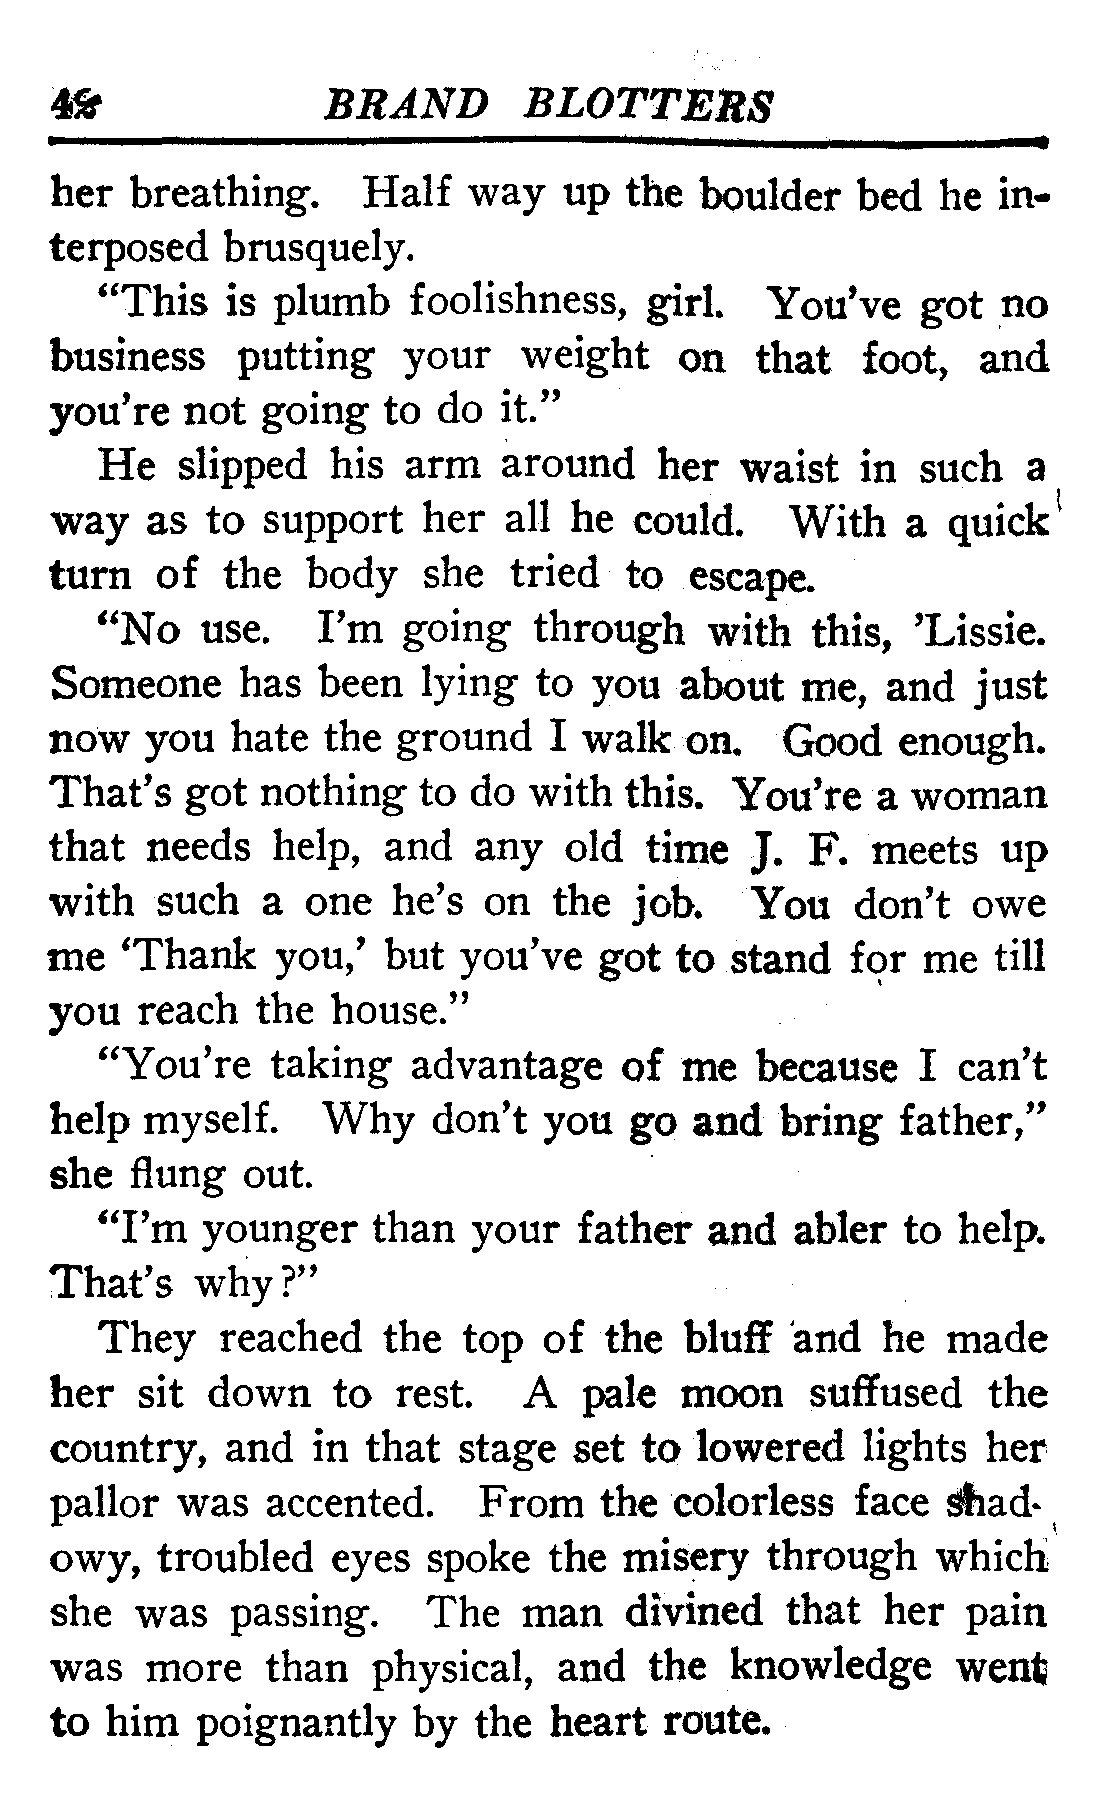 BRAND BLOTTERS
her breathing. Half way up the boulder bed he in-
terposed brusquely.
“This is plumb foolishness, girl. You’ve got no
business putting your weight on that foot, and
you’re not going to do it.”
He slipped his arm around her waist in such a
way as to support her all he could. With a quick
turn of the body she tried to escape.
“No use. I’m going through with this, ’Lissie.
Someone has been lying to you about me, and just
now you hate the ground I walk on. Good enough.
That’s got nothing to do with this. You’re a woman
that needs help, and any old time J. F. meets up
with such a one he’s on the job. You don’t owe
me ‘Thank you,’ but you’ve got to stand for me till
you reach the house.”
“You’re taking advantage of me because I can’t
help myself. Why don’t you go and bring father,”
she flung out.
“I’m younger than your father and abler to help.
That’s why?”
They reached the top of the bluff and he made
her sit down to rest. A pale moon suffused the
country, and in that stage set to lowered lights her
pallor was accented. From the colorless face shad-
owy, troubled eyes spoke the misery through which
she was passing. The man divined that her pain
was more than physical, and the knowledge went
to him poignantly by the heart route.